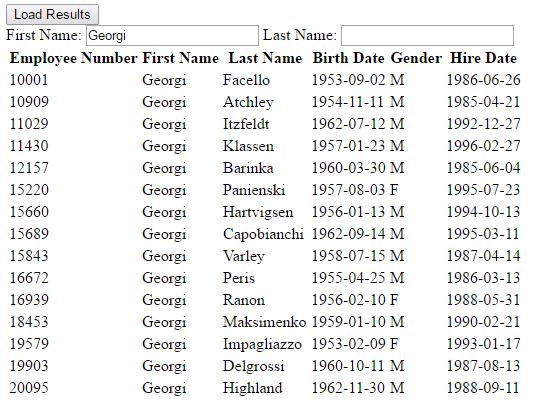 Load Results
First Name: Georgi Last Name:
Employee Number First Name Last Name Birth Date Gender Hire Date
10001 Georgi Facello 1953-09-02 M 1986-06-26
10909 Georgi Atchley 1954-11-11 M 1985-04-21
11029 Georgi Itzfeldt 1962-07-12 M 1992-12-27
11430 Georgi Klassen 1957-01-23 M 1996-02-27
12157 Georgi Barinka 1960-03-30 M 1985-06-04
15220 Georgi Panienski 1957-08-03 F 1995-07-23
15660 Georgi Hartvigsen 1956-01-13 M 1994-10-13
15689 Georgi Capobianchi 1962-09-14 M 1995-03-11
15843 Georgi Varley 1958-07-15 M 1987-04-14
16672 Georgi Peris 1955-04-25 M 1986-03-13
16939 Georgi Ranon 1956-02-10 F 1988-05-31
18453 Georgi Maksimenko 1959-01-10 M 1990-02-21
19579 Georgi Impagliazzo 1953-02-09 F 1993-01-17
19903 Georgi Delgrossi 1960-10-11 M 1987-08-13
20095 Georgi Highland 1962-11-30 M 1988-09-11